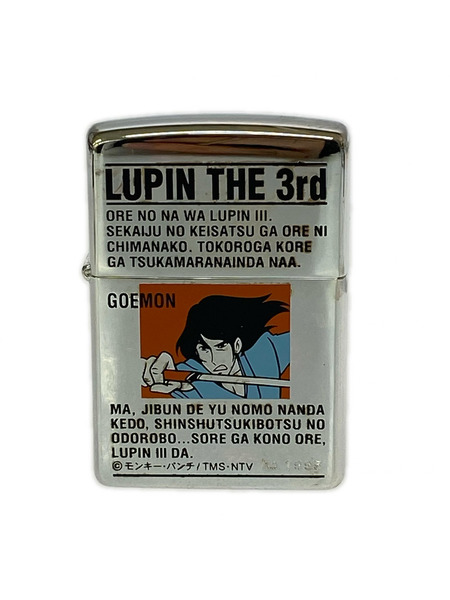 LUPIN THE 3rd
ORE NO NA WA LUPIN III.
SEKAIJU NO KEISATSU GA ORE NI
CHIMANAKO. TOKOROGA KORE
GA TSUKAMARANAINDA NAA.
GOEMON
MA, JIBUN DE YU NOMO NANDA
KEDO, SHINSHUTSUKIBOTSU NO
ODOROBO...SORE GA KONO ORE,
LUPIN III DA.
©モンキー・パンチ/TMS・NTV